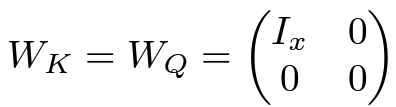 $W_K = W_Q = \begin{pmatrix} I_x & 0 \\ 0 & 0 \end{pmatrix}$